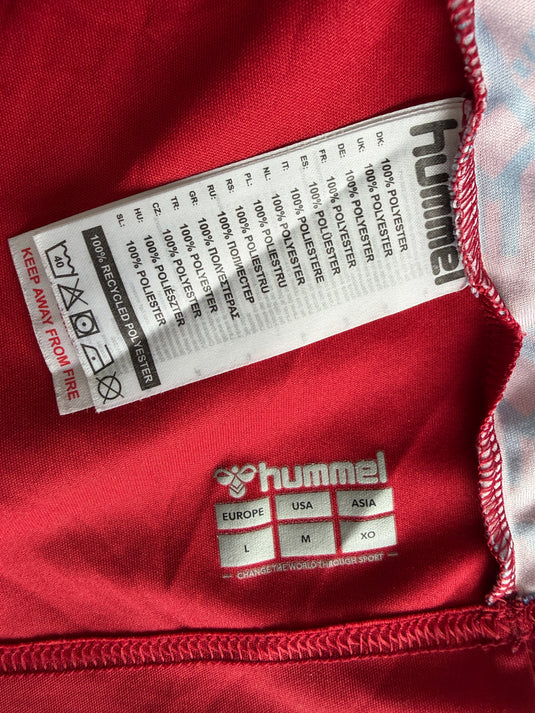 hummel
DK: 100% POLYESTER
UK: 100% POLYESTER
DE: 100% POLYESTER
FR: 100% POLYESTER
ES: 100% POLÍESTER
IT: 100% POLIESTERE
NL: 100% POLYESTER
PL: 100% POLIESTRU
RS: 100% POLIESTRU
RU: 100% ПОЛИЭСТЕР
GR: 100% ΠΟΛΥΕΣΤΕΡΑΣ
TR: 100% POLYESTER
CZ: 100% POLYESTER
HU: 100% POLIÉSZTER
SL: 100% POLIESTER
100% RECYCLED POLYESTER
40
KEEP AWAY FROM FIRE
hummel
EUROPE USA ASIA
L M XO
CHANGE THE WORLD THROUGH SPORT